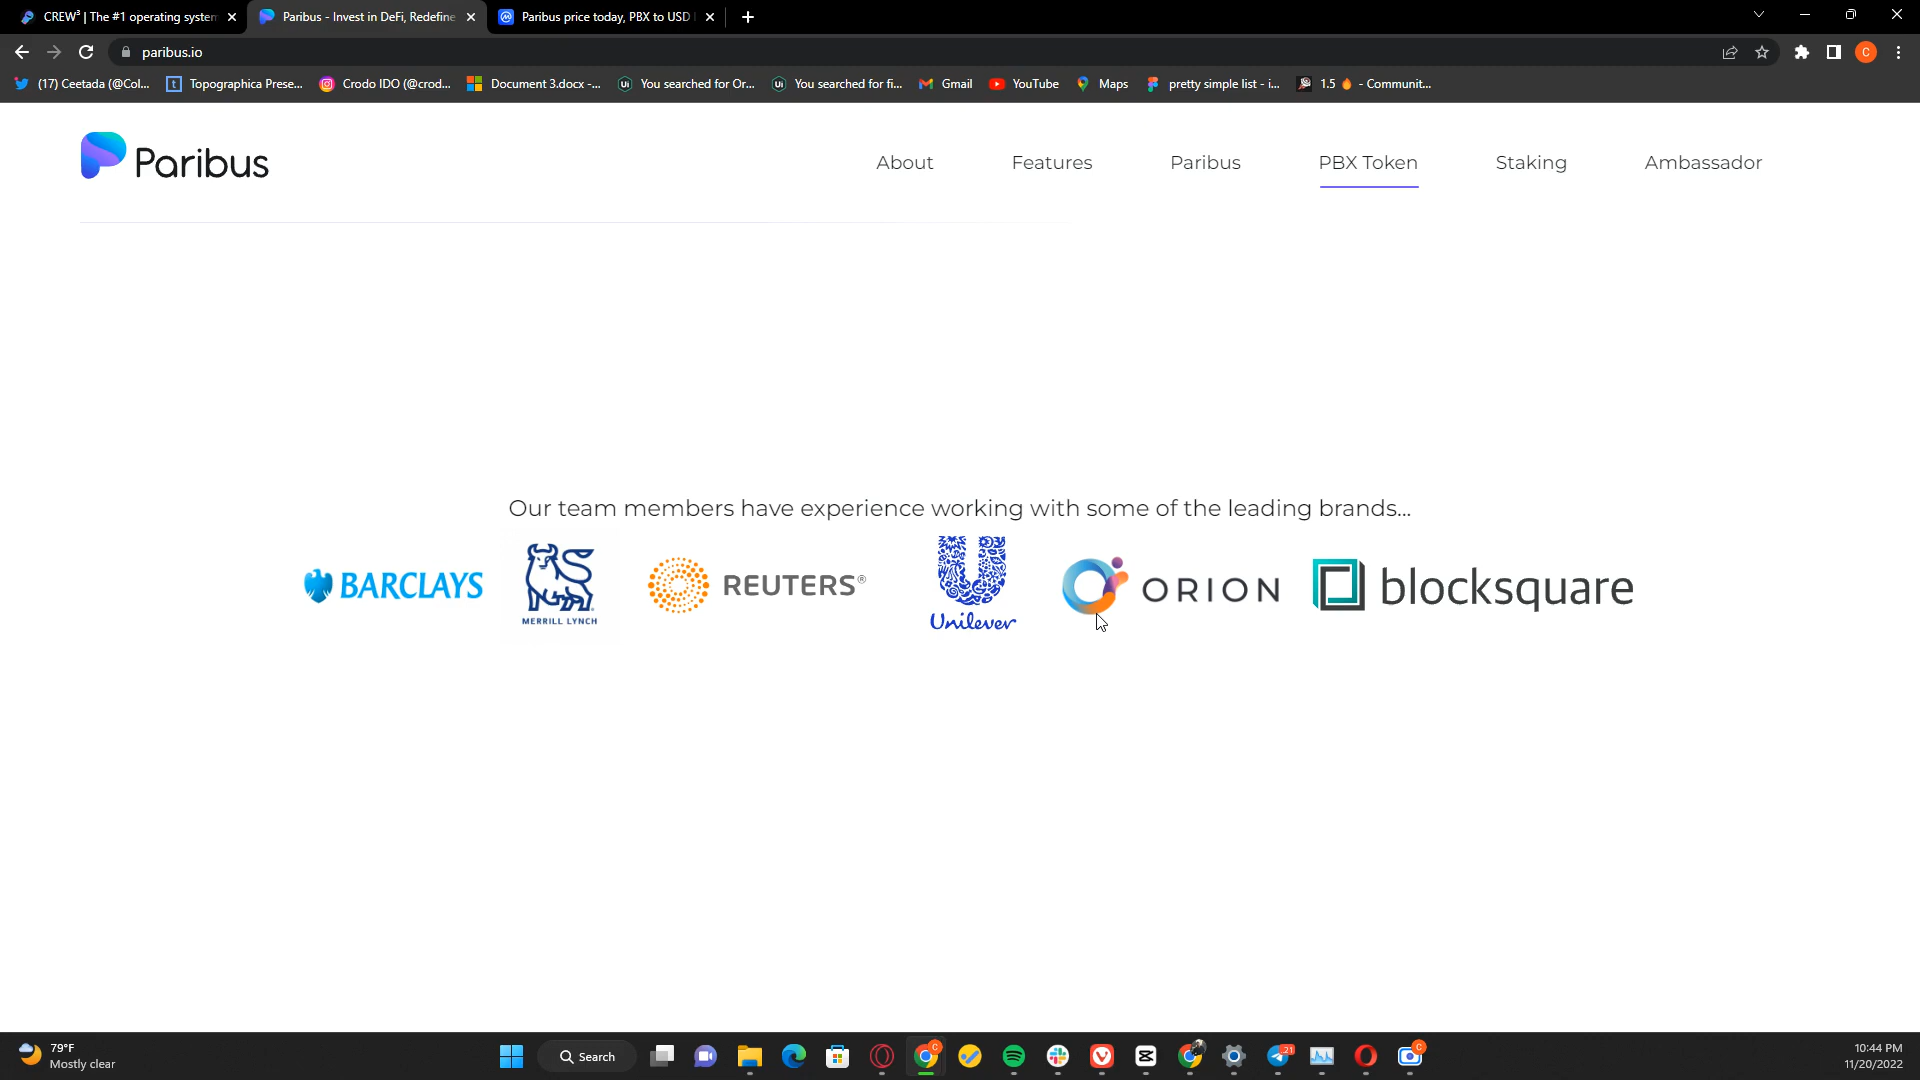 CREW³ | The #1 operating system
Paribus - Invest in DeFi, Redefine
Paribus price today, PBX to USD
paribus.io
(17) Ceetada (@Col...
Topographica Prese...
Crodo IDO (@crod...
Document 3.docx -...
You searched for Or...
You searched for fi...
Gmail
YouTube
Maps
pretty simple list - i...
1.5 🔥 - Communit...
Paribus
About
Features
Paribus
PBX Token
Staking
Ambassador
Our team members have experience working with some of the leading brands...
BARCLAYS
MERRILL LYNCH
REUTERS®
Unilever
ORION
blocksquare
79°F
Mostly clear
Search
21
10:44 PM
11/20/2022